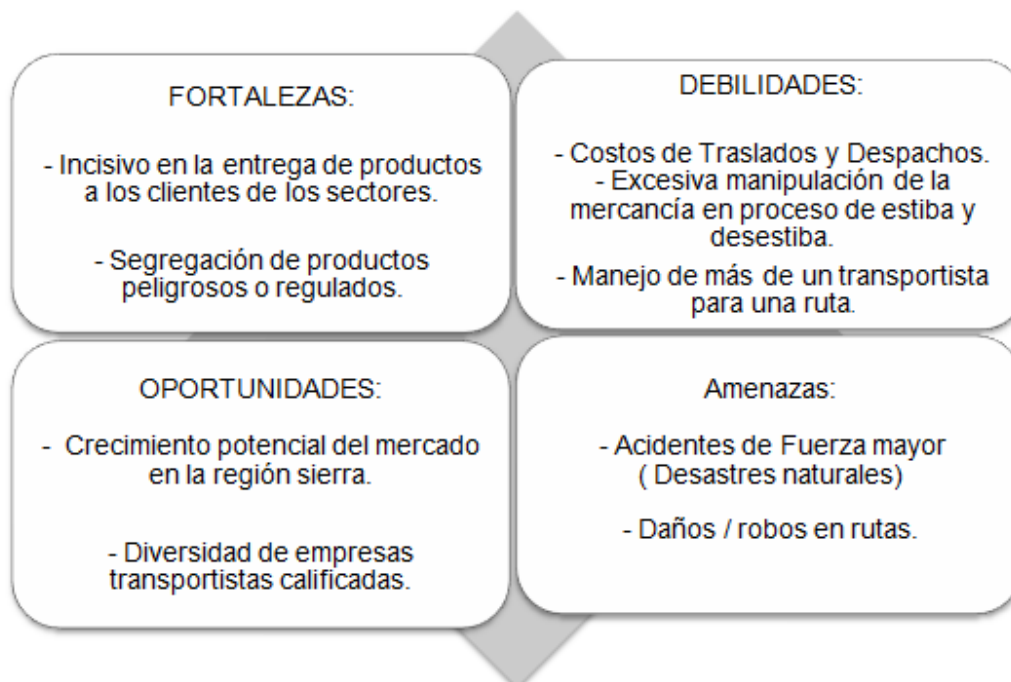 FORTALEZAS:
- Incisivo en la entrega de productos
a los clientes de los sectores.
- Segregación de productos
peligrosos o regulados.
DEBILIDADES:
- Costos de Traslados y Despachos.
- Excesiva manipulación de la
mercancía en proceso de estiba y
desestiba.
- Manejo de más de un transportista
para una ruta.
OPORTUNIDADES:
- Crecimiento potencial del mercado
en la región sierra.
- Diversidad de empresas
transportistas calificadas.
Amenazas:
- Acidentes de Fuerza mayor
( Desastres naturales)
- Daños / robos en rutas.